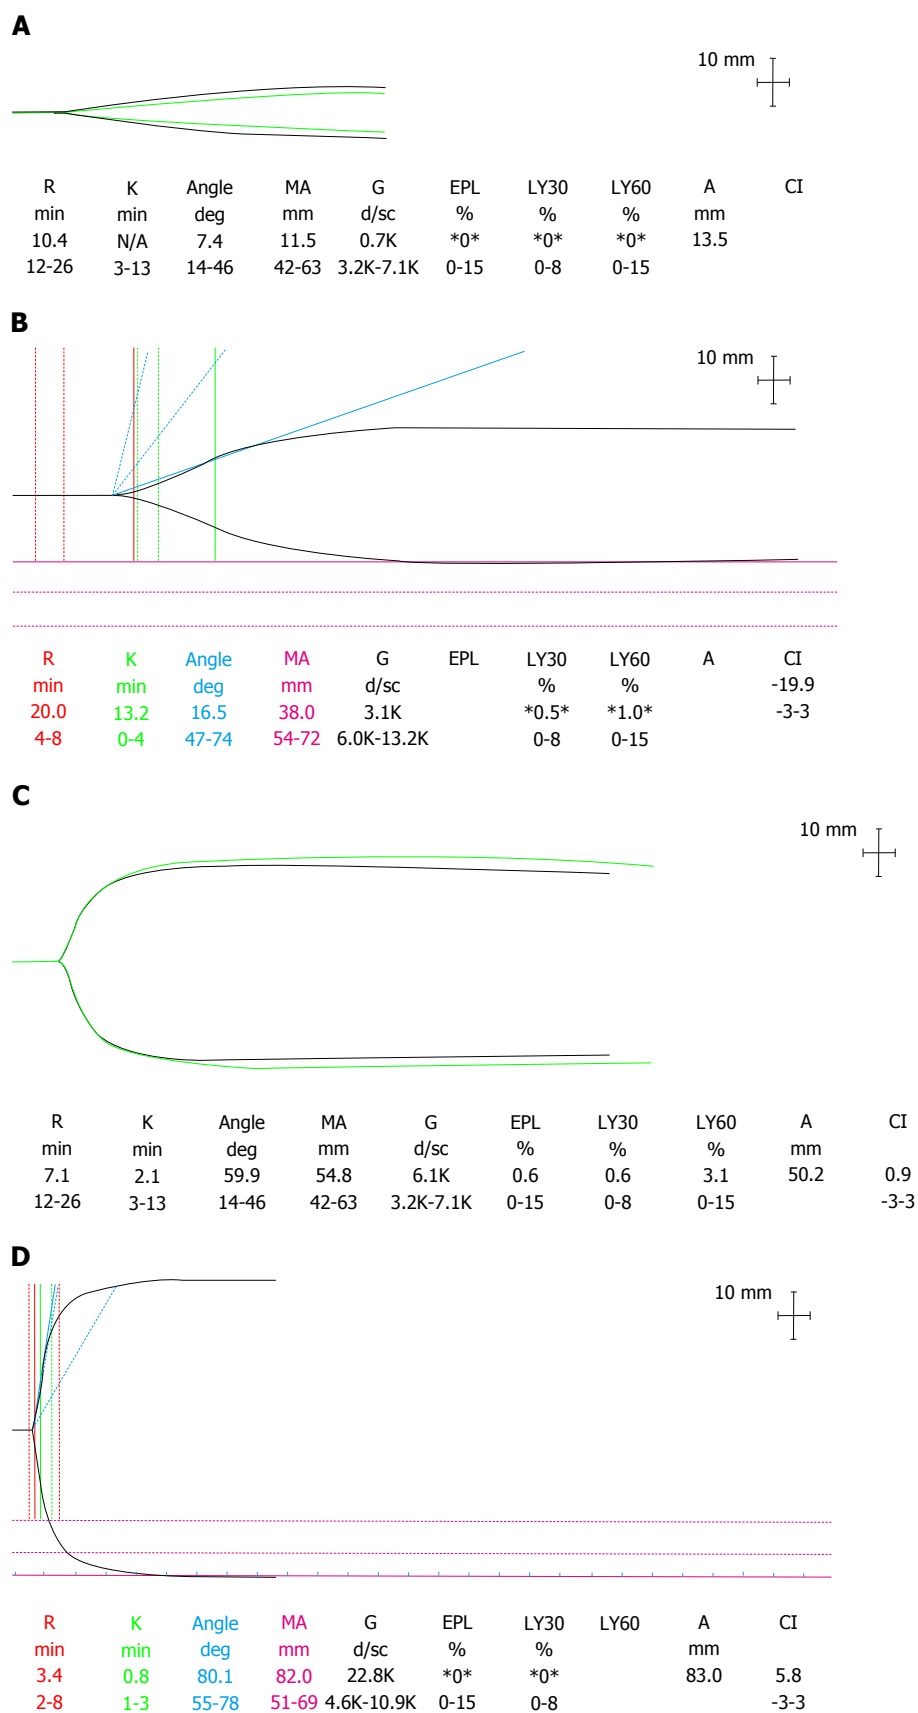 A
10 mm
R K Angle MA G EPL LY30 LY60 A CI
min min deg mm d/sc % % % mm
10.4 N/A 7.4 11.5 0.7K *0* *0* *0* 13.5
12-26 3-13 14-46 42-63 3.2K-7.1K 0-15 0-8 0-15
B
10 mm
R K Angle MA G EPL LY30 LY60 A CI
min min deg mm d/sc % % -19.9
20.0 13.2 16.5 38.0 3.1K *0.5* *1.0* -3-3
4-8 0-4 47-74 54-72 6.0K-13.2K 0-8 0-15
C
10 mm
R K Angle MA G EPL LY30 LY60 A CI
min min deg mm d/sc % % % mm
7.1 2.1 59.9 54.8 6.1K 0.6 0.6 3.1 50.2 0.9
12-26 3-13 14-46 42-63 3.2K-7.1K 0-15 0-8 0-15 -3-3
D
10 mm
R K Angle MA G EPL LY30 LY60 A CI
min min deg mm d/sc % % mm
3.4 0.8 80.1 82.0 22.8K *0* *0* 83.0 5.8
2-8 1-3 55-78 51-69 4.6K-10.9K 0-15 0-8 -3-3